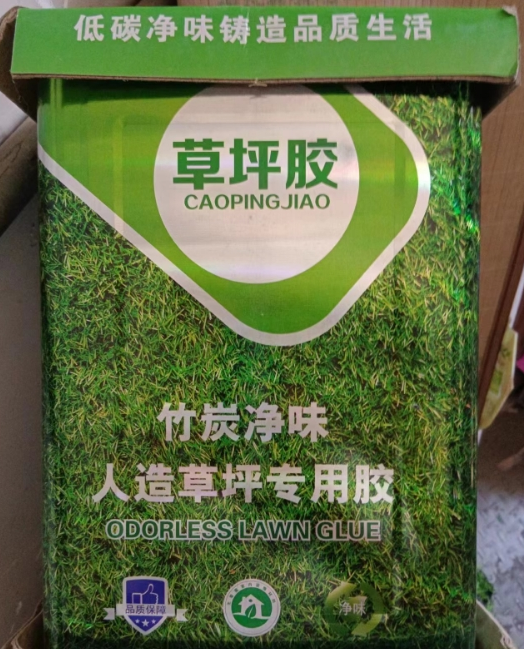 低碳净味铸造品质生活
草坪胶
CAOPINGJIAO
竹炭净味
人造草坪专用胶
ODORLESS LAWN GLUE
品质保障
净味